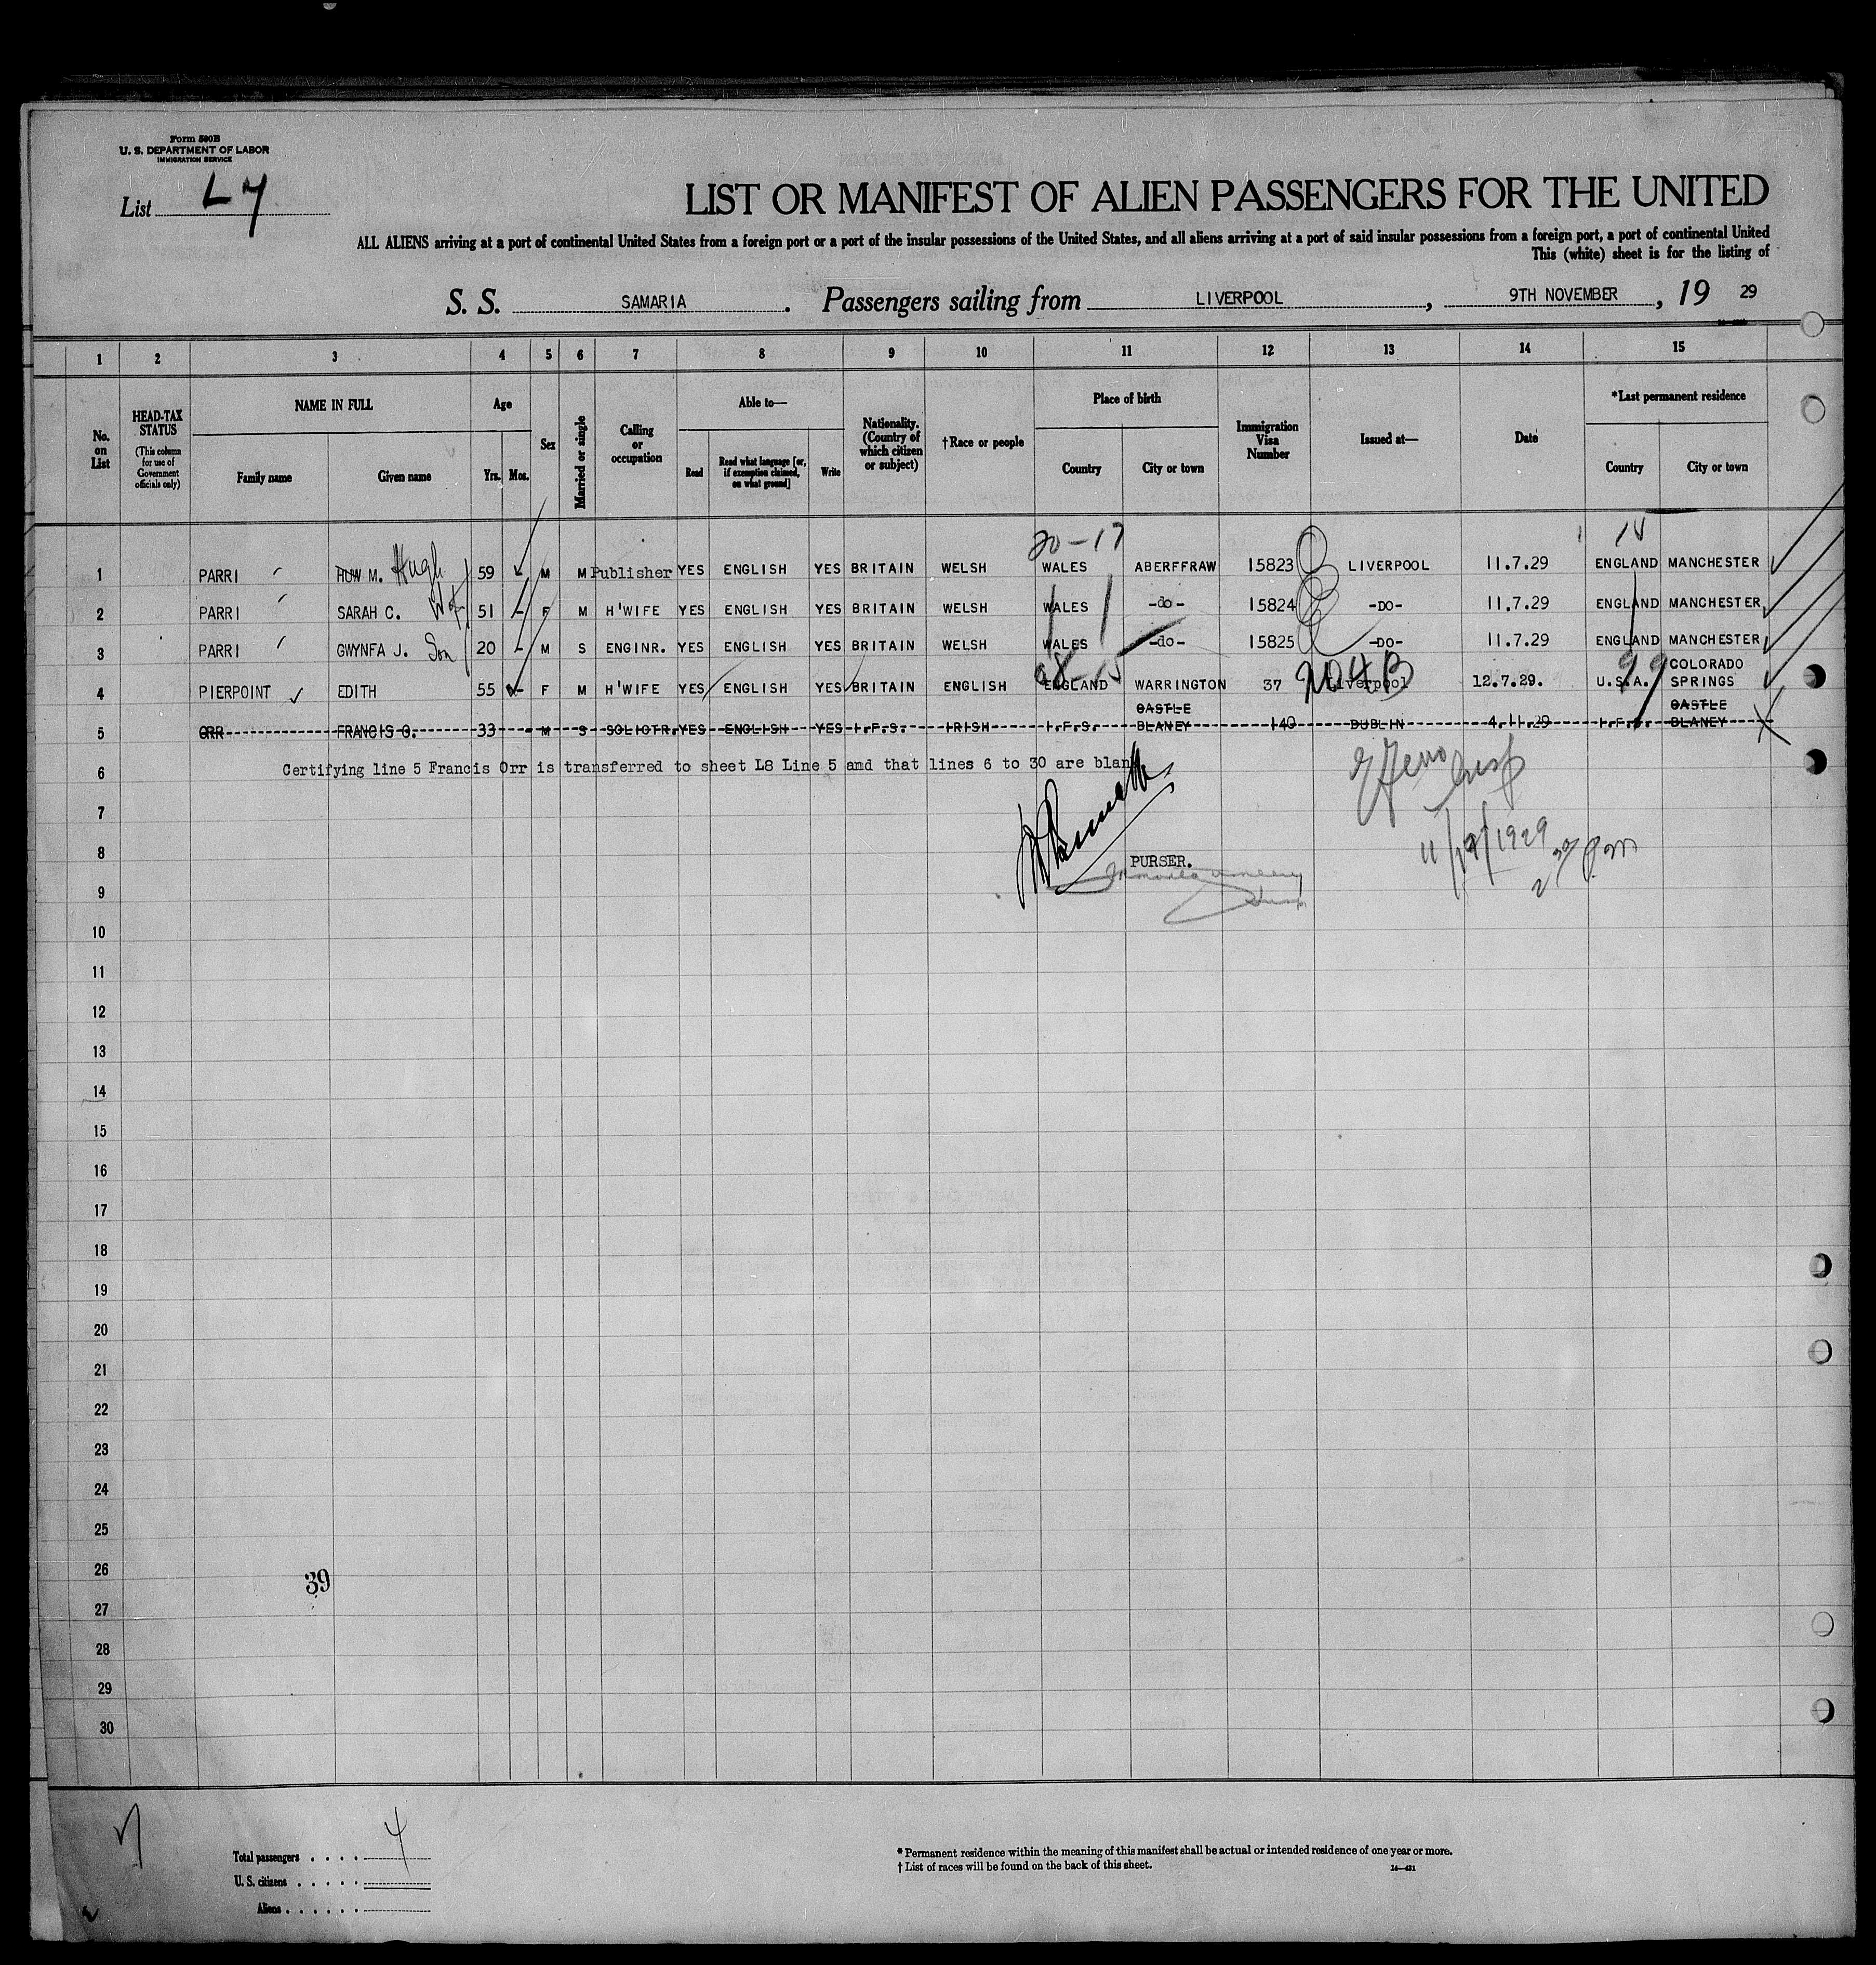 Form 500B
U. S. DEPARTMENT OF LABOR
IMMIGRATION SERVICE
List L7
LIST OR MANIFEST OF ALIEN PASSENGERS FOR THE UNITED
ALL ALIENS arriving at a port of continental United States from a foreign port or a port of the insular possessions of the United States, and all aliens arriving at a port of said insular possessions from a foreign port, a port of continental United
This (white) sheet is for the listing of
S. S. SAMARIA. Passengers sailing from LIVERPOOL, 9TH NOVEMBER, 19 29
1 2 3 4 5 6 7 8 9 10 11 12 13 14 15
No. on List
HEAD-TAX STATUS
(This column for use of Government officials only)
NAME IN FULL
Family name
Given name
Age
Yrs.
Mos.
Sex
Married or single
Calling or occupation
Able to—
Read
Read what language [or, if exemption claimed, on what ground]
Write
Nationality. (Country of which citizen or subject)
†Race or people
Place of birth
Country
City or town
Immigration Visa Number
Issued at—
Date
*Last permanent residence
Country
City or town
20-17 14
1 PARRI HUW M. Hugh 59 - M M Publisher YES ENGLISH YES BRITAIN WELSH WALES ABERFFRAW 15823 LIVERPOOL 11.7.29 ENGLAND MANCHESTER
2 PARRI SARAH C. Wife 51 - F M H'WIFE YES ENGLISH YES BRITAIN WELSH WALES -do- 15824 -DO- 11.7.29 ENGLAND MANCHESTER
3 PARRI GWYNFA J. Son 20 - M S ENGINR. YES ENGLISH YES BRITAIN WELSH WALES -do- 15825 -DO- 11.7.29 ENGLAND MANCHESTER
204B 99
4 PIERPOINT EDITH 55 - F M H'WIFE YES ENGLISH YES BRITAIN ENGLISH ENGLAND WARRINGTON 37 Liverpool 12.7.29. U.S.A. COLORADO SPRINGS
5 ORR FRANCIS O. 33 - M S SOLICTR. YES ENGLISH YES I.F.S. IRISH I.F.S. CASTLE BLANEY 140 DUBLIN 4.11.29 I.F.S. CASTLE BLANEY
6 Certifying line 5 Francis Orr is transferred to sheet L8 Line 5 and that lines 6 to 30 are blank
7
8
PURSER.
9
10
11
12
13
14
15
16
17
18
19
20
21
22
23
24
25
26
39
27
28
29
30
Total passengers . . . . 4
U. S. citizens . . . . .
Aliens . . . . . .
* Permanent residence within the meaning of this manifest shall be actual or intended residence of one year or more.
† List of races will be found on the back of this sheet.
14—431